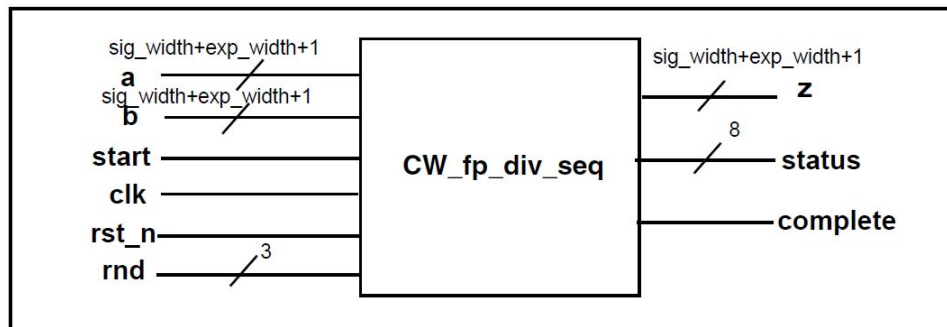 sig_width+exp_width+1
a
sig_width+exp_width+1
b
start
clk
rst_n
3
rnd
CW_fp_div_seq
sig_width+exp_width+1
z
8
status
complete